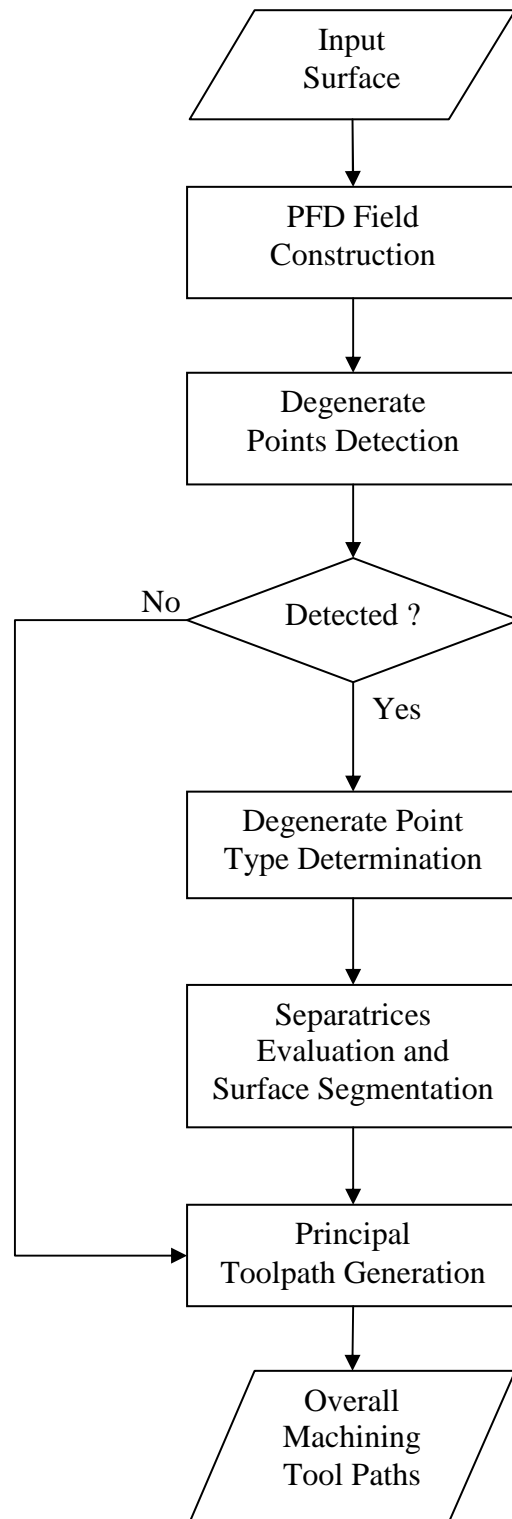 Input
Surface
PFD Field
Construction
Degenerate
Points Detection
No
Detected ?
Yes
Degenerate Point
Type Determination
Separatrices
Evaluation and
Surface Segmentation
Principal
Toolpath Generation
Overall
Machining
Tool Paths